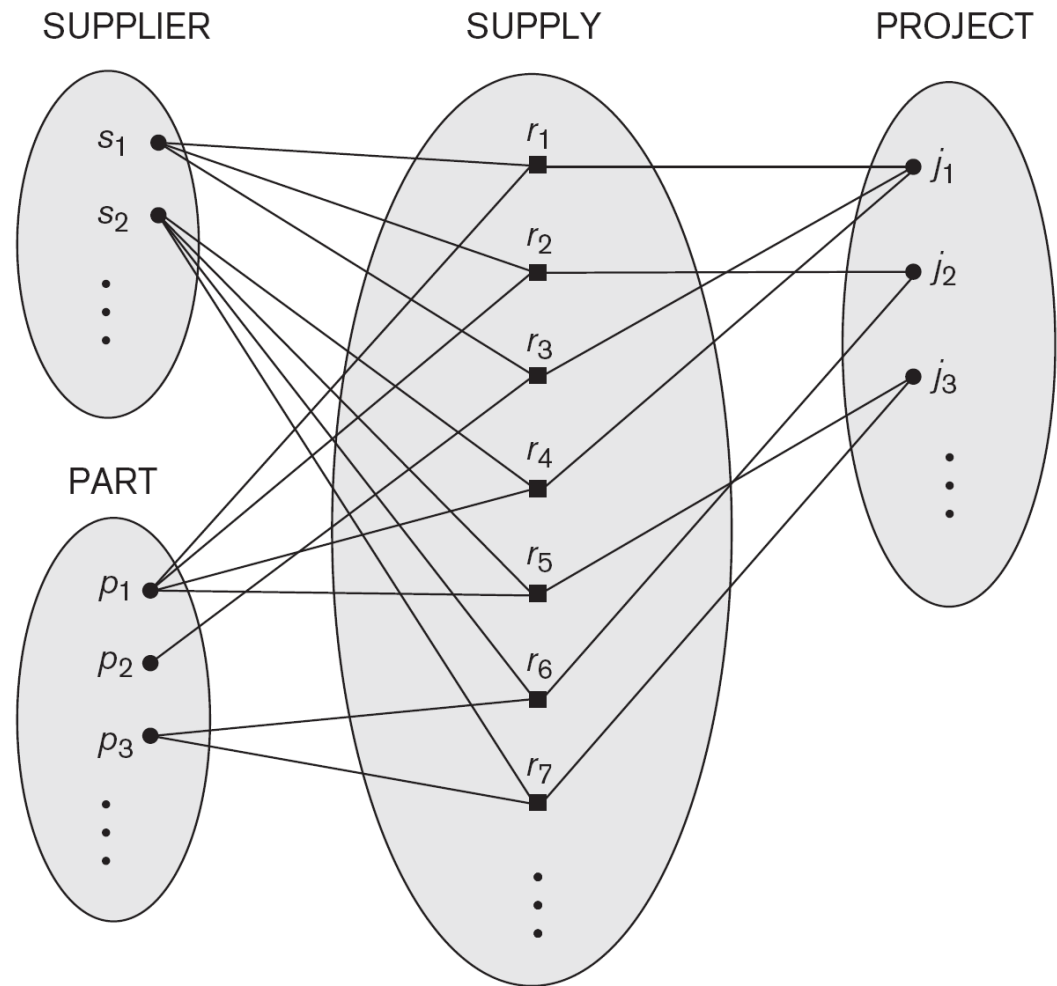 SUPPLIER
s1
s2
PART
p1
p2
p3
SUPPLY
r1
r2
r3
r4
r5
r6
r7
PROJECT
j1
j2
j3